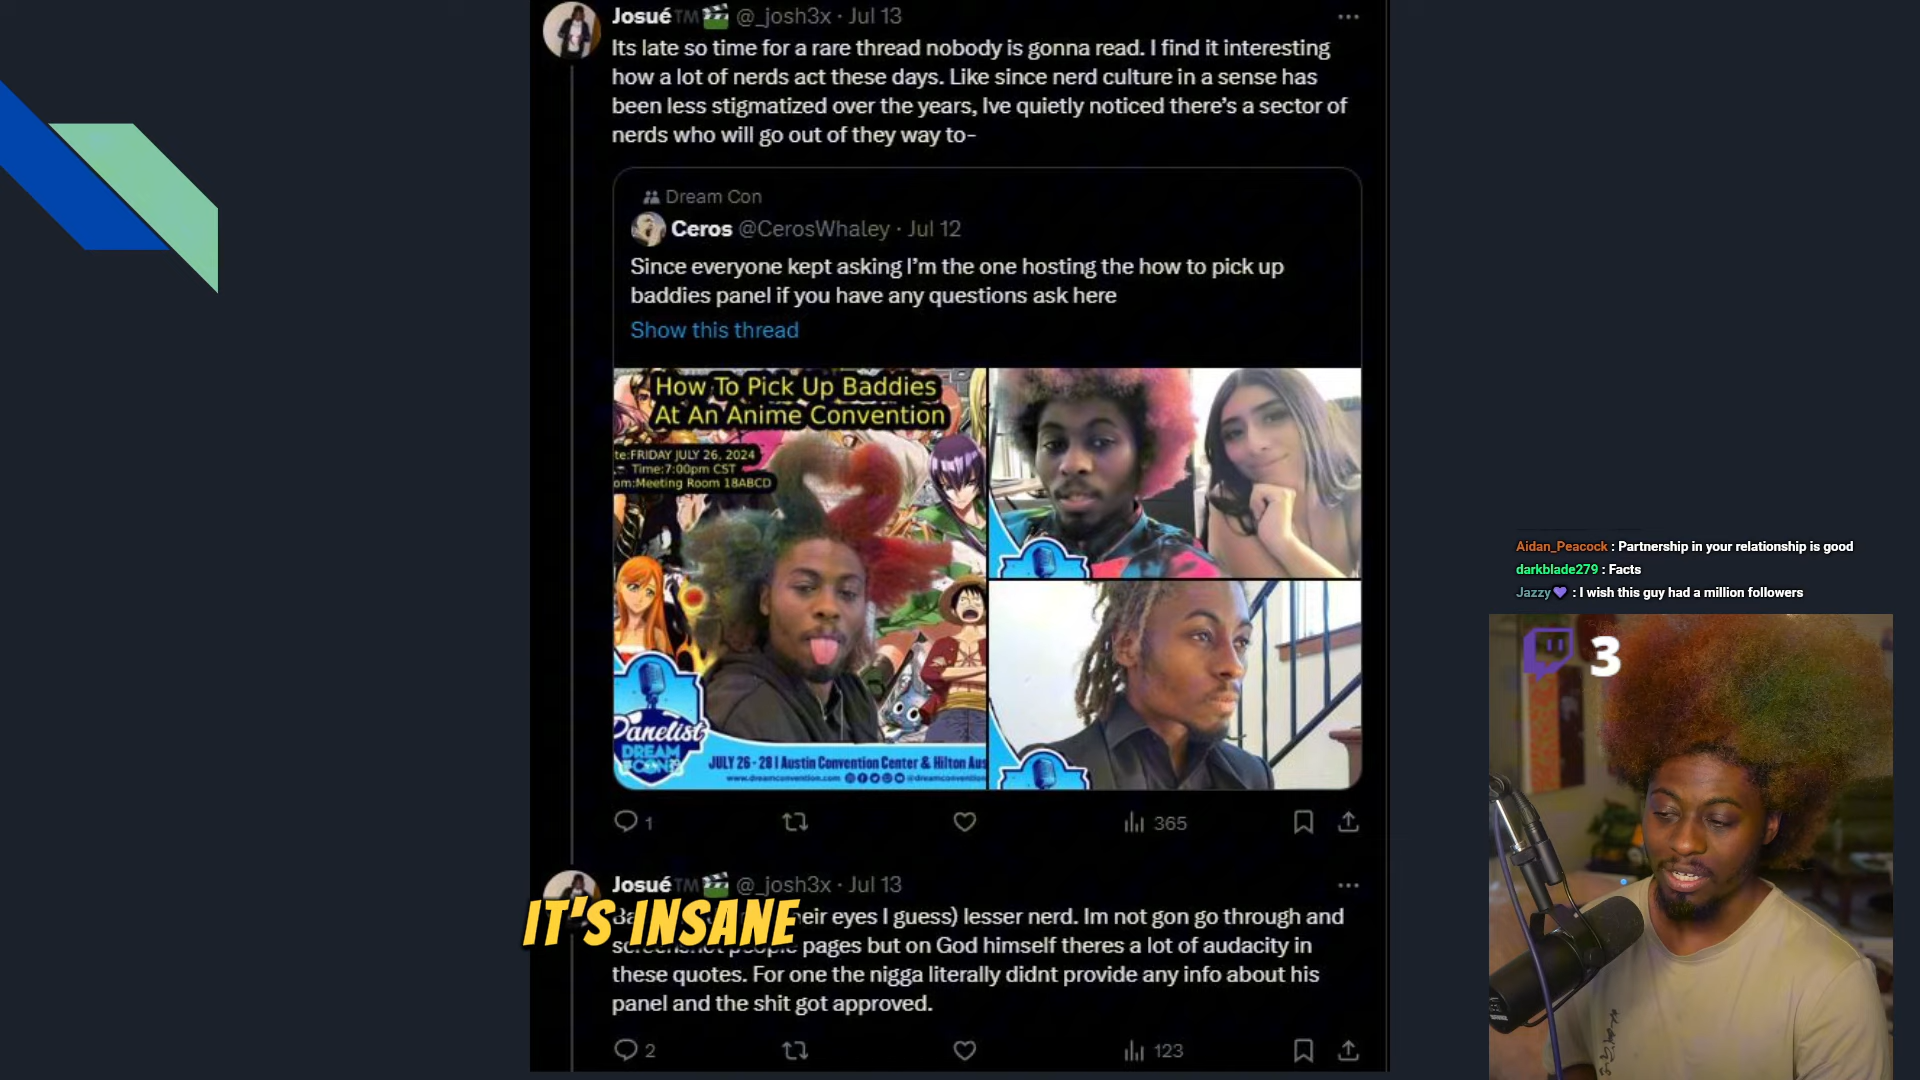 Josué™ @_josh3x · Jul 13
Its late so time for a rare thread nobody is gonna read. I find it interesting
how a lot of nerds act these days. Like since nerd culture in a sense has
been less stigmatized over the years, Ive quietly noticed there's a sector of
nerds who will go out of they way to-
Dream Con
Ceros @CerosWhaley · Jul 12
Since everyone kept asking I'm the one hosting the how to pick up
baddies panel if you have any questions ask here
Show this thread
How To Pick Up Baddies
At An Anime Convention
te:FRIDAY JULY 26, 2024
Time:7:00pm CST
om:Meeting Room 18ABCD
Panelist
DREAM
CON
JULY 26 - 28 | Austin Convention Center & Hilton Aus
www.dreamconvention.com @dreamconvention
1
365
Josué™ @_josh3x · Jul 13
IT'S INSANE
Ba heir eyes I guess) lesser nerd. Im not gon go through and
screenshot people pages but on God himself theres a lot of audacity in
these quotes. For one the nigga literally didnt provide any info about his
panel and the shit got approved.
2
123
Aidan_Peacock : Partnership in your relationship is good
darkblade279 : Facts
Jazzy💜 : I wish this guy had a million followers
3